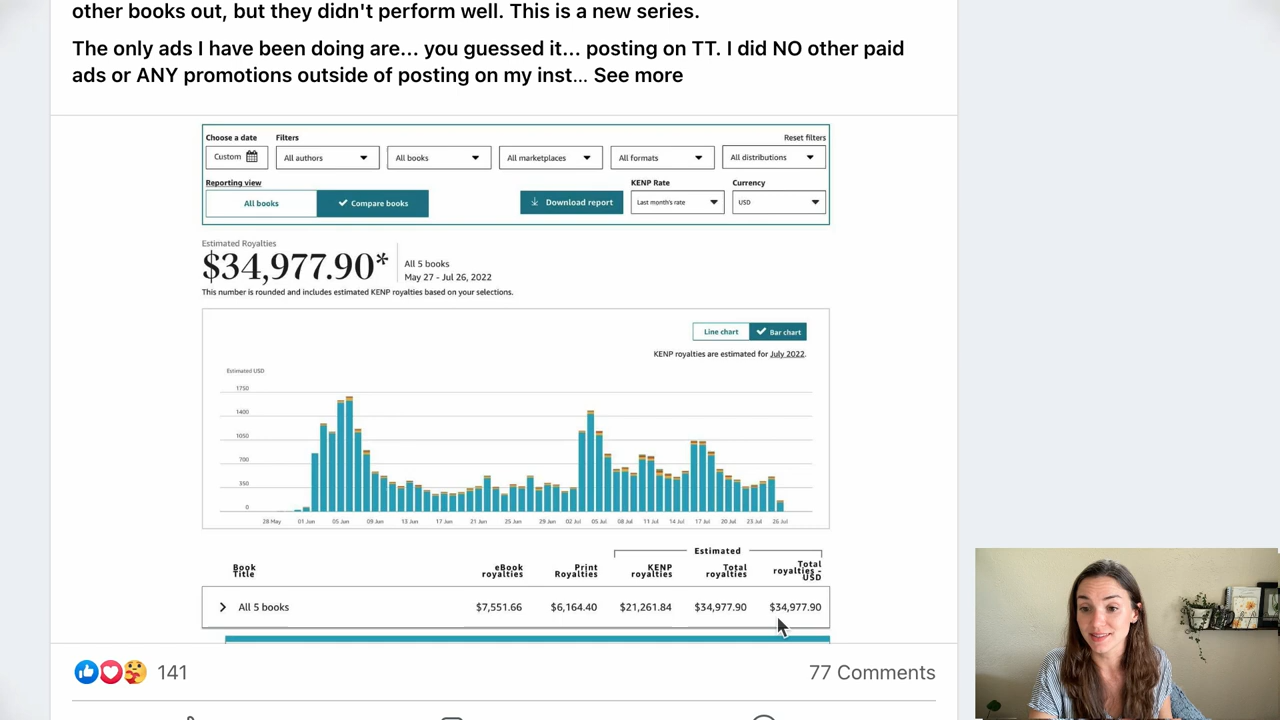 other books out, but they didn't perform well. This is a new series.
The only ads I have been doing are... you guessed it... posting on TT. I did NO other paid
ads or ANY promotions outside of posting on my inst... See more
Choose a date Filters Reset filters
Custom All authors All books All marketplaces All formats All distributions
Reporting view KENP Rate Currency
All books Compare books Download report Last month's rate USD
Estimated Royalties
$34,977.90*
All 5 books
May 27 - Jul 26, 2022
This number is rounded and includes estimated KENP royalties based on your selections.
Line chart Bar chart
KENP royalties are estimated for July 2022.
Estimated USD
1750
1400
1050
700
350
0
28 May 01 Jun 05 Jun 09 Jun 13 Jun 17 Jun 21 Jun 25 Jun 29 Jun 02 Jul 05 Jul 08 Jul 11 Jul 14 Jul 17 Jul 20 Jul 23 Jul 26 Jul
Estimated
Book Title eBook royalties Print Royalties KENP royalties Total royalties Total royalties - USD
All 5 books $7,551.66 $6,164.40 $21,261.84 $34,977.90 $34,977.90
141 77 Comments